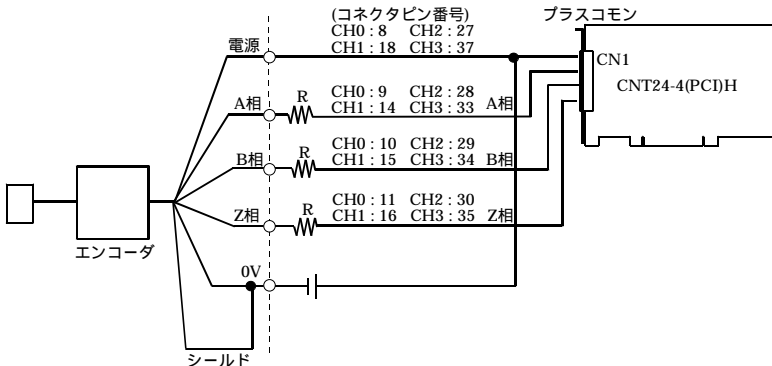 (コネクタピン番号)
プラスコモン
電源
CH0 : 8 CH2 : 27
CH1 : 18 CH3 : 37
CN1
CNT24-4(PCI)H
A相
R
CH0 : 9 CH2 : 28
CH1 : 14 CH3 : 33
A相
B相
R
CH0 : 10 CH2 : 29
CH1 : 15 CH3 : 34
B相
Z相
R
CH0 : 11 CH2 : 30
CH1 : 16 CH3 : 35
Z相
エンコーダ
0V
シールド